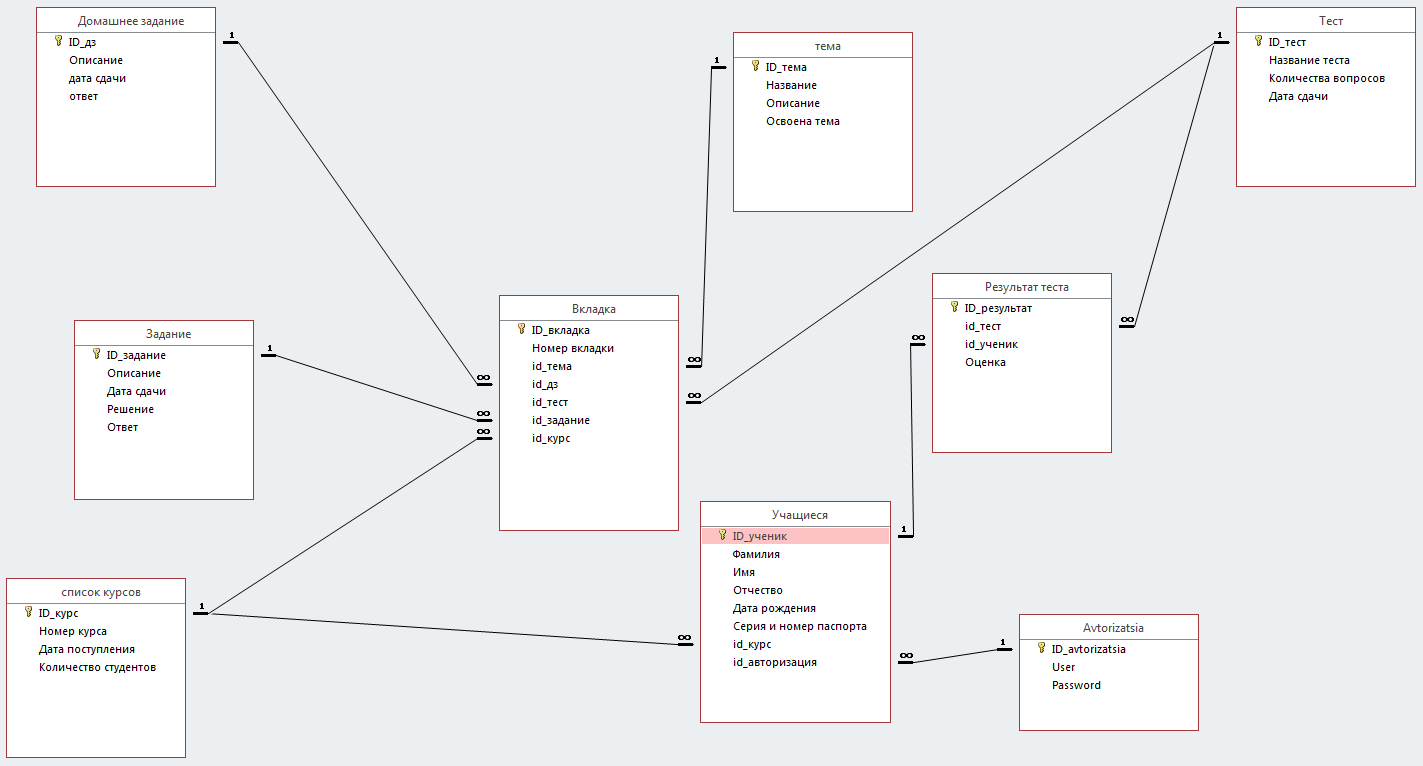 Домашнее задание
ID_дз
Описание
дата сдачи
ответ
1
тема
ID_тема
Название
Описание
Освоена тема
1
Тест
ID_тест
Название теста
Количества вопросов
Дата сдачи
1
Задание
ID_задание
Описание
Дата сдачи
Решение
Ответ
1
Вкладка
ID_вкладка
Номер вкладки
id_тема
id_дз
id_тест
id_задание
id_курс
∞
∞
∞
∞
∞
Результат теста
ID_результат
id_тест
id_ученик
Оценка
∞
∞
список курсов
ID_курс
Номер курса
Дата поступления
Количество студентов
1
Учащиеся
ID_ученик
Фамилия
Имя
Отчество
Дата рождения
Серия и номер паспорта
id_курс
id_авторизация
1
∞
∞
Avtorizatsia
ID_avtorizatsia
User
Password
1